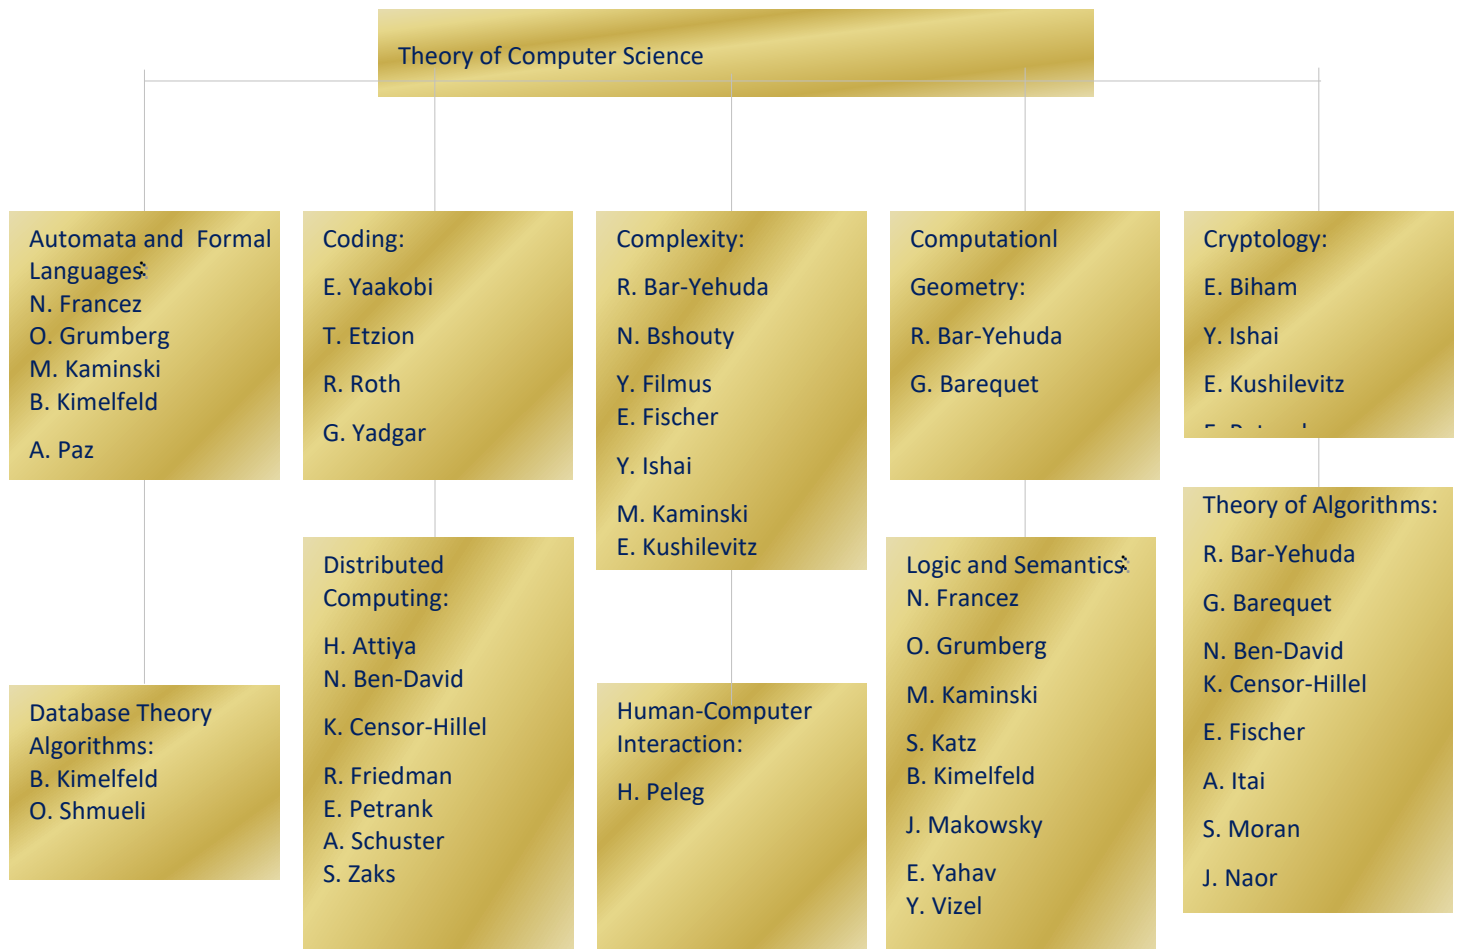 Theory of Computer Science
Automata and Formal
Languages:
N. Francez
O. Grumberg
M. Kaminski
B. Kimelfeld
A. Paz
Coding:
E. Yaakobi
T. Etzion
R. Roth
G. Yadgar
Complexity:
R. Bar-Yehuda
N. Bshouty
Y. Filmus
E. Fischer
Y. Ishai
M. Kaminski
E. Kushilevitz
Computationl
Geometry:
R. Bar-Yehuda
G. Barequet
Cryptology:
E. Biham
Y. Ishai
E. Kushilevitz
Database Theory
Algorithms:
B. Kimelfeld
O. Shmueli
Distributed
Computing:
H. Attiya
N. Ben-David
K. Censor-Hillel
R. Friedman
E. Petrank
A. Schuster
S. Zaks
Human-Computer
Interaction:
H. Peleg
Logic and Semantics:
N. Francez
O. Grumberg
M. Kaminski
S. Katz
B. Kimelfeld
J. Makowsky
E. Yahav
Y. Vizel
Theory of Algorithms:
R. Bar-Yehuda
G. Barequet
N. Ben-David
K. Censor-Hillel
E. Fischer
A. Itai
S. Moran
J. Naor